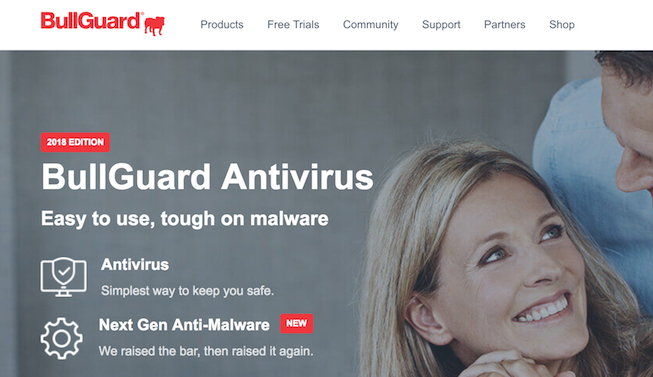 BullGuard®
Products Free Trials Community Support Partners Shop
2018 EDITION
BullGuard Antivirus
Easy to use, tough on malware
Antivirus
Simplest way to keep you safe.
Next Gen Anti-Malware NEW
We raised the bar, then raised it again.